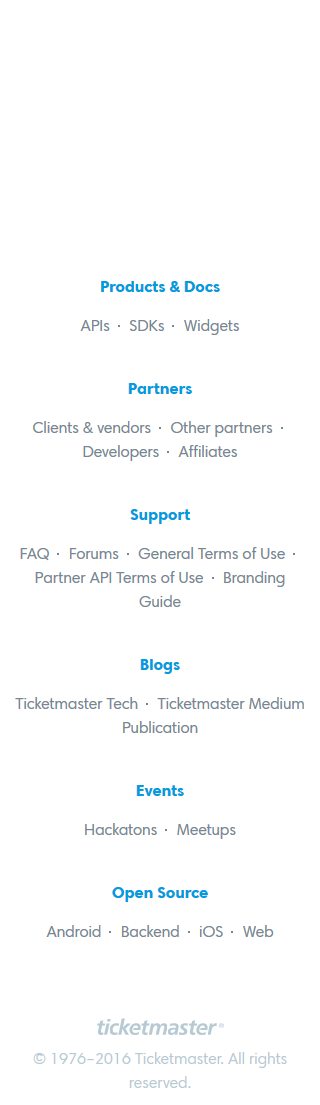 Products & Docs
APIs · SDKs · Widgets
Partners
Clients & vendors · Other partners ·
Developers · Affiliates
Support
FAQ · Forums · General Terms of Use ·
Partner API Terms of Use · Branding
Guide
Blogs
Ticketmaster Tech · Ticketmaster Medium
Publication
Events
Hackatons · Meetups
Open Source
Android · Backend · iOS · Web
ticketmaster®
© 1976-2016 Ticketmaster. All rights
reserved.